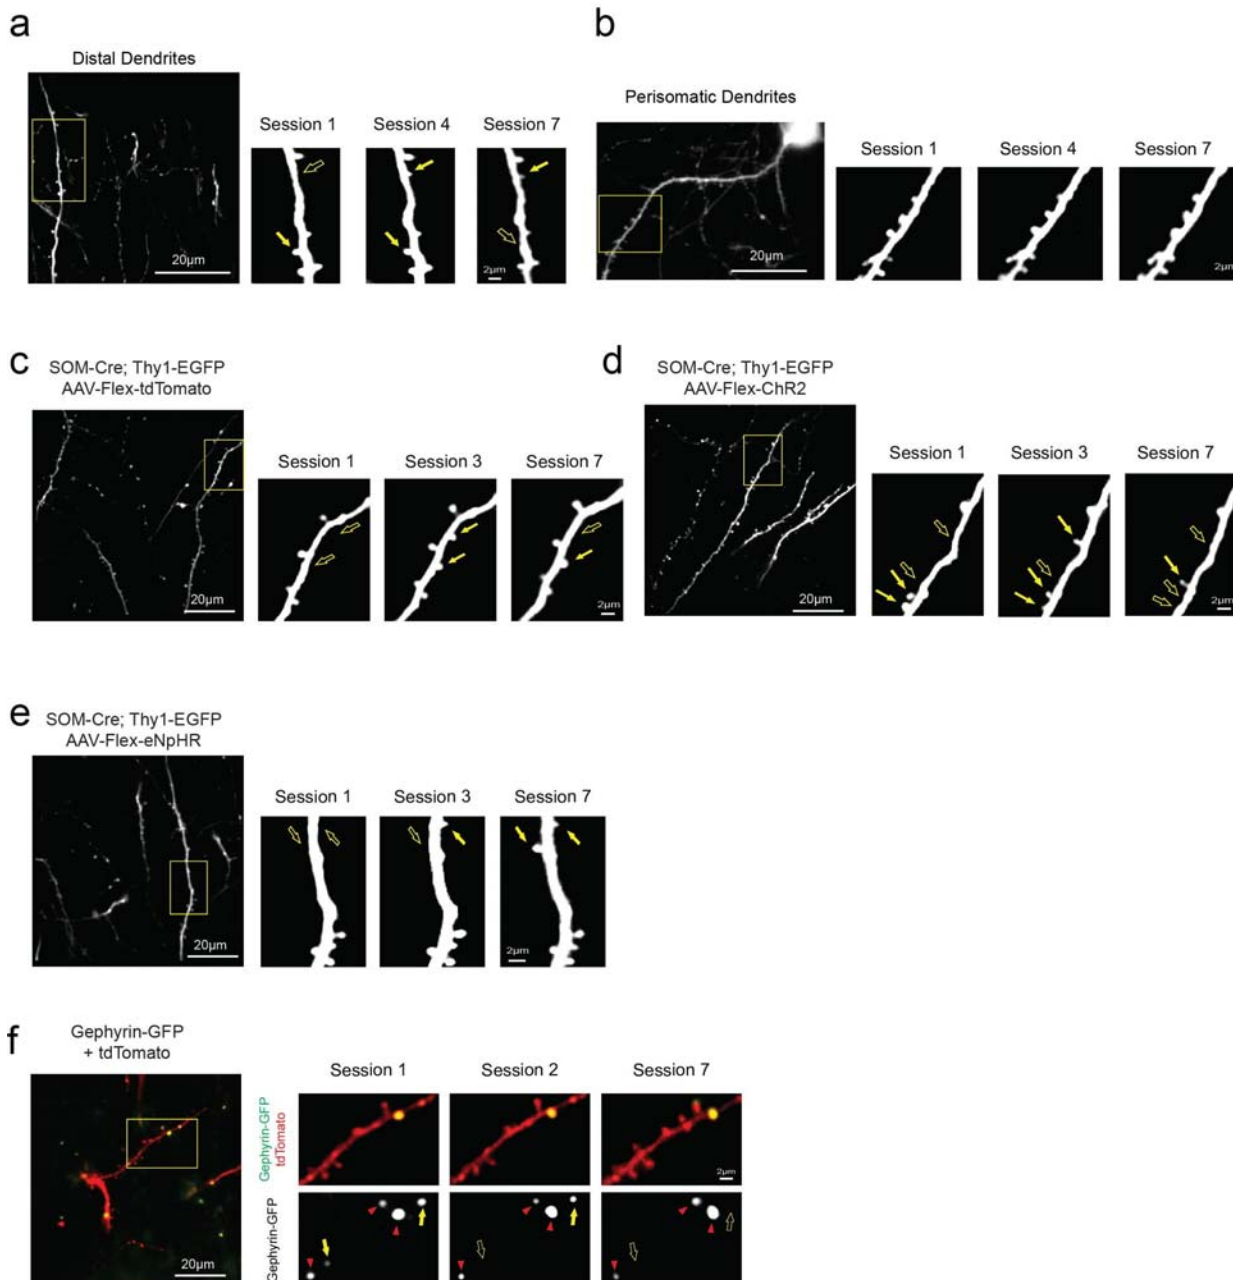 a
Distal Dendrites
Session 1
Session 4
Session 7
20µm
2µm
b
Perisomatic Dendrites
Session 1
Session 4
Session 7
20µm
2µm
c
SOM-Cre; Thy1-EGFP
AAV-Flex-tdTomato
Session 1
Session 3
Session 7
20µm
2µm
d
SOM-Cre; Thy1-EGFP
AAV-Flex-ChR2
Session 1
Session 3
Session 7
20µm
2µm
e
SOM-Cre; Thy1-EGFP
AAV-Flex-eNpHR
Session 1
Session 3
Session 7
20µm
2µm
f
Gephyrin-GFP
+ tdTomato
Session 1
Session 2
Session 7
Gephyrin-GFP
tdTomato
2µm
Gephyrin-GFP
20µm